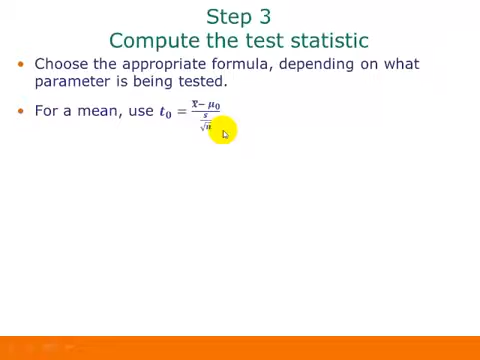 Step 3
Compute the test statistic
• Choose the appropriate formula, depending on what
parameter is being tested.
• For a mean, use t₀ = (x̄ − μ₀) / (s / √n)